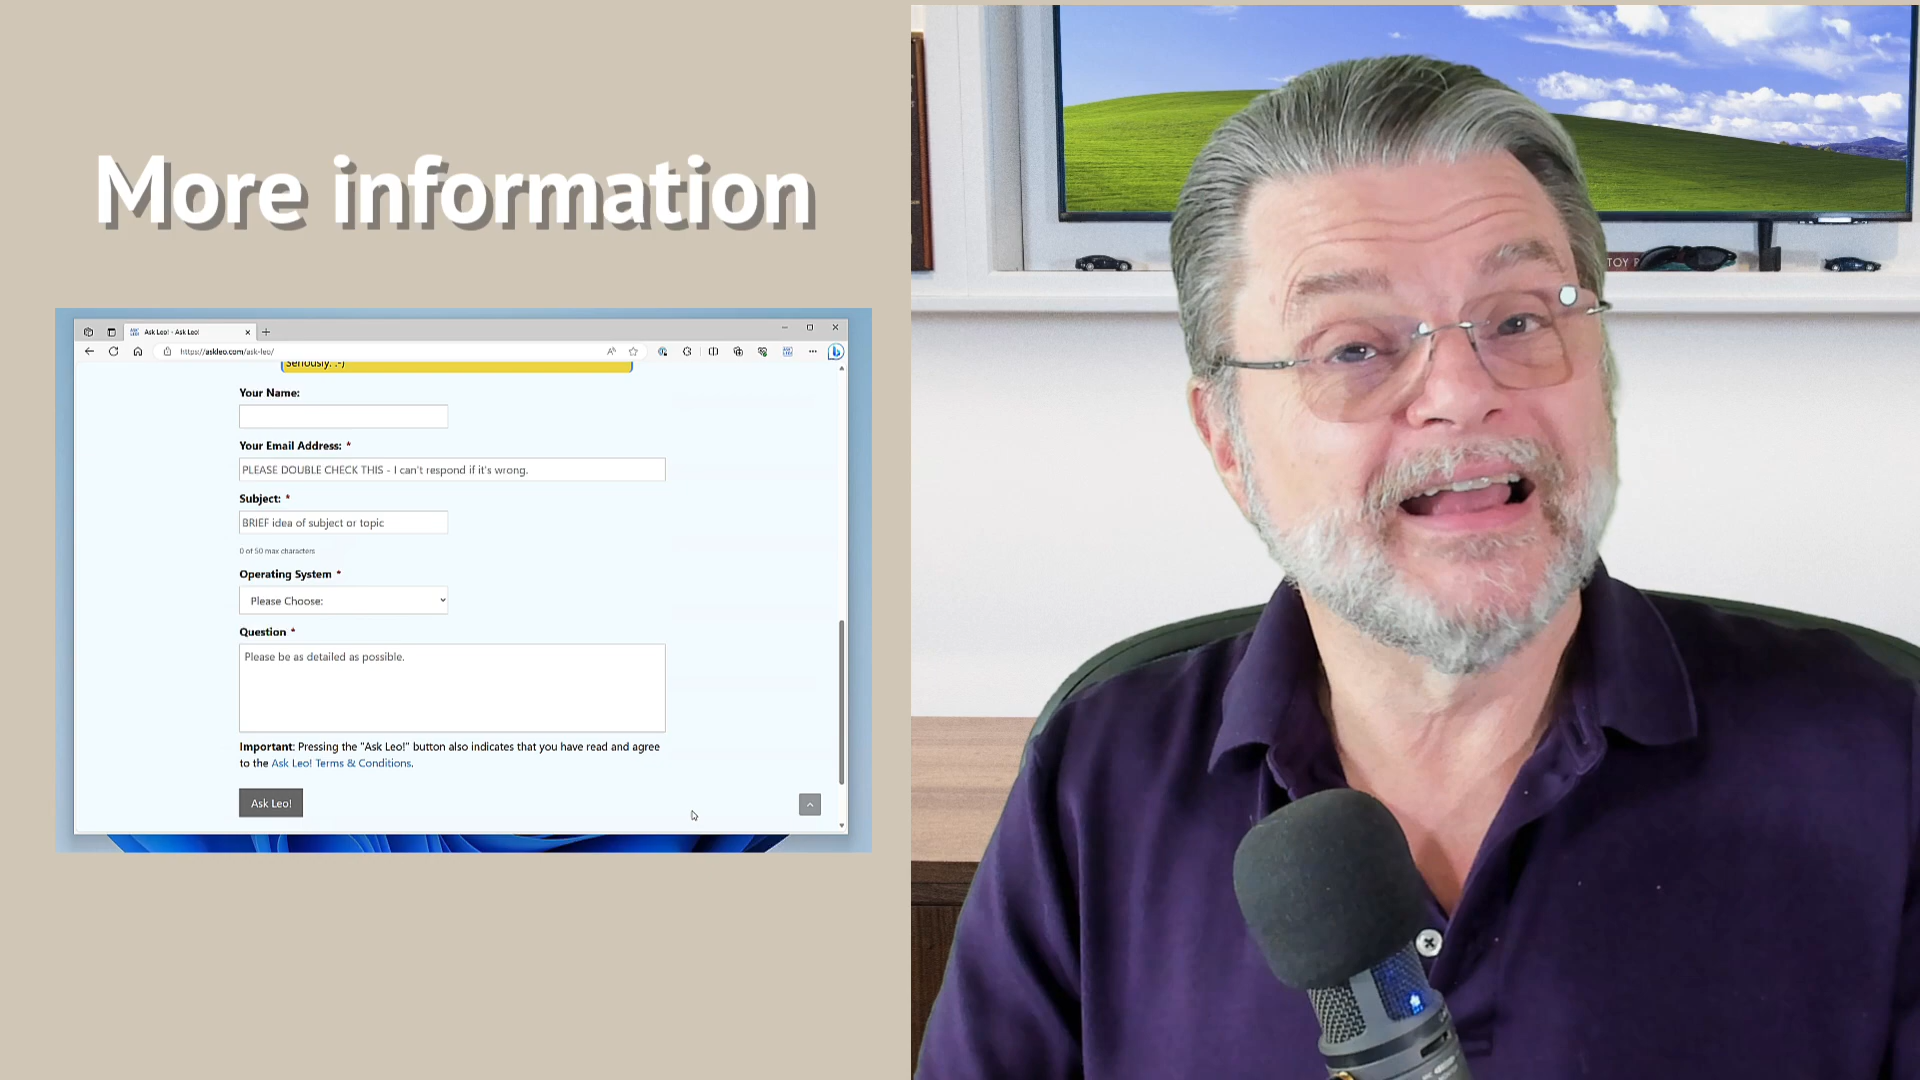 More information
Ask Leo! - Ask Leo!
https://askleo.com/ask-leo/
Seriously. :-)
Your Name:
Your Email Address: *
PLEASE DOUBLE CHECK THIS - I can't respond if it's wrong.
Subject: *
BRIEF idea of subject or topic
0 of 50 max characters
Operating System *
Please Choose:
Question *
Please be as detailed as possible.
Important: Pressing the "Ask Leo!" button also indicates that you have read and agree
to the Ask Leo! Terms & Conditions.
Ask Leo!
TOY